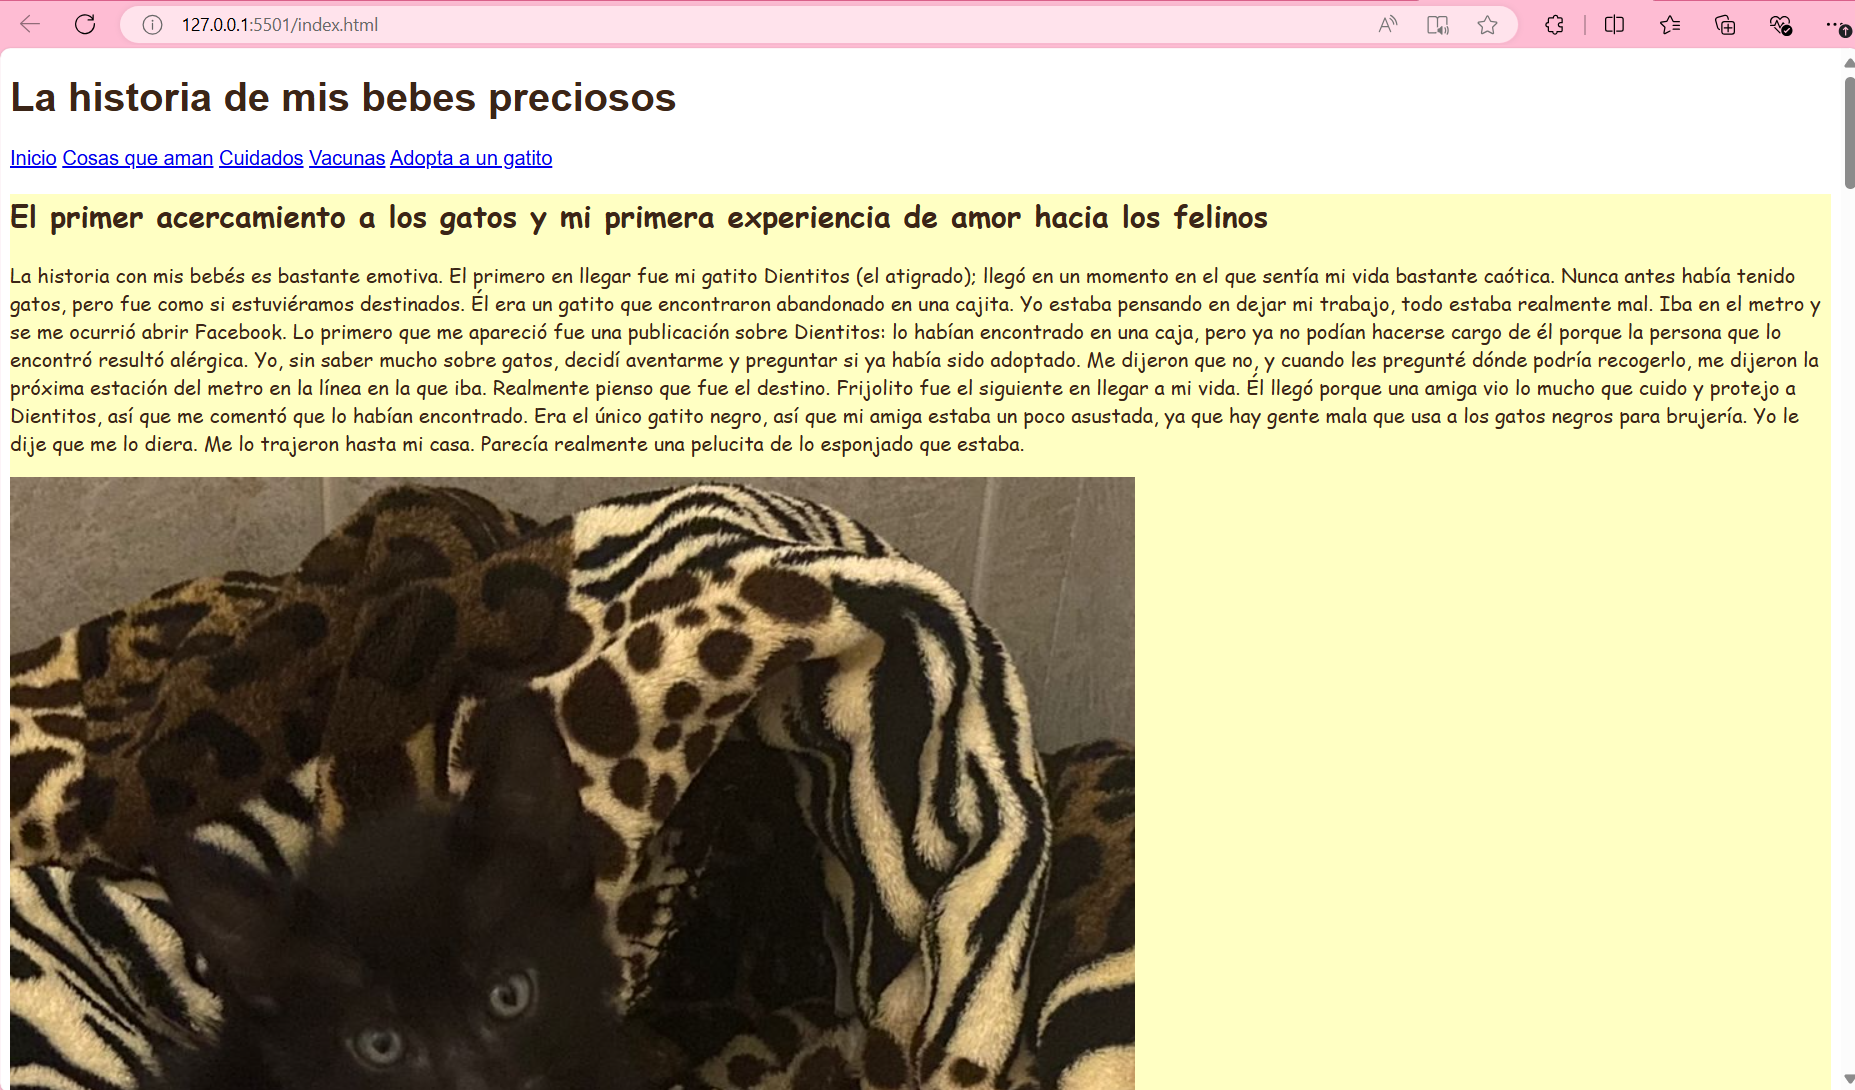 127.0.0.1:5501/index.html
La historia de mis bebes preciosos
Inicio Cosas que aman Cuidados Vacunas Adopta a un gatito
El primer acercamiento a los gatos y mi primera experiencia de amor hacia los felinos
La historia con mis bebés es bastante emotiva. El primero en llegar fue mi gatito Dientitos (el atigrado); llegó en un momento en el que sentía mi vida bastante caótica. Nunca antes había tenido
gatos, pero fue como si estuviéramos destinados. Él era un gatito que encontraron abandonado en una cajita. Yo estaba pensando en dejar mi trabajo, todo estaba realmente mal. Iba en el metro y
se me ocurrió abrir Facebook. Lo primero que me apareció fue una publicación sobre Dientitos: lo habían encontrado en una caja, pero ya no podían hacerse cargo de él porque la persona que lo
encontró resultó alérgica. Yo, sin saber mucho sobre gatos, decidí aventarme y preguntar si ya había sido adoptado. Me dijeron que no, y cuando les pregunté dónde podría recogerlo, me dijeron la
próxima estación del metro en la línea en la que iba. Realmente pienso que fue el destino. Frijolito fue el siguiente en llegar a mi vida. Él llegó porque una amiga vio lo mucho que cuido y protejo a
Dientitos, así que me comentó que lo habían encontrado. Era el único gatito negro, así que mi amiga estaba un poco asustada, ya que hay gente mala que usa a los gatos negros para brujería. Yo le
dije que me lo diera. Me lo trajeron hasta mi casa. Parecía realmente una pelucita de lo esponjado que estaba.